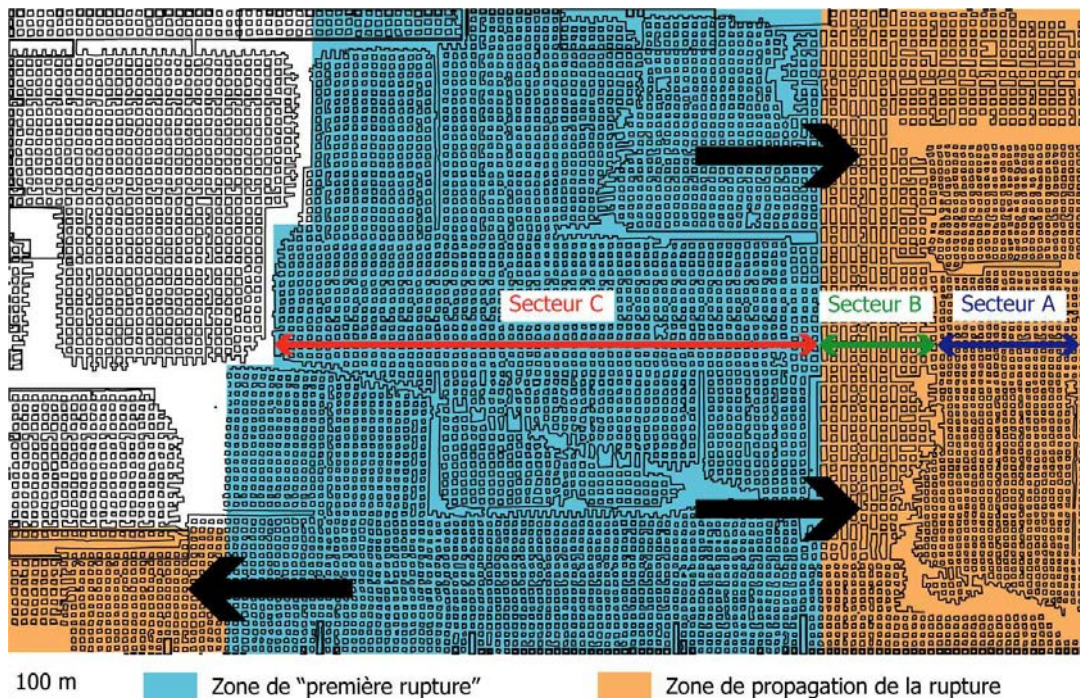 Secteur C
Secteur B
Secteur A
100 m
Zone de “première rupture”
Zone de propagation de la rupture